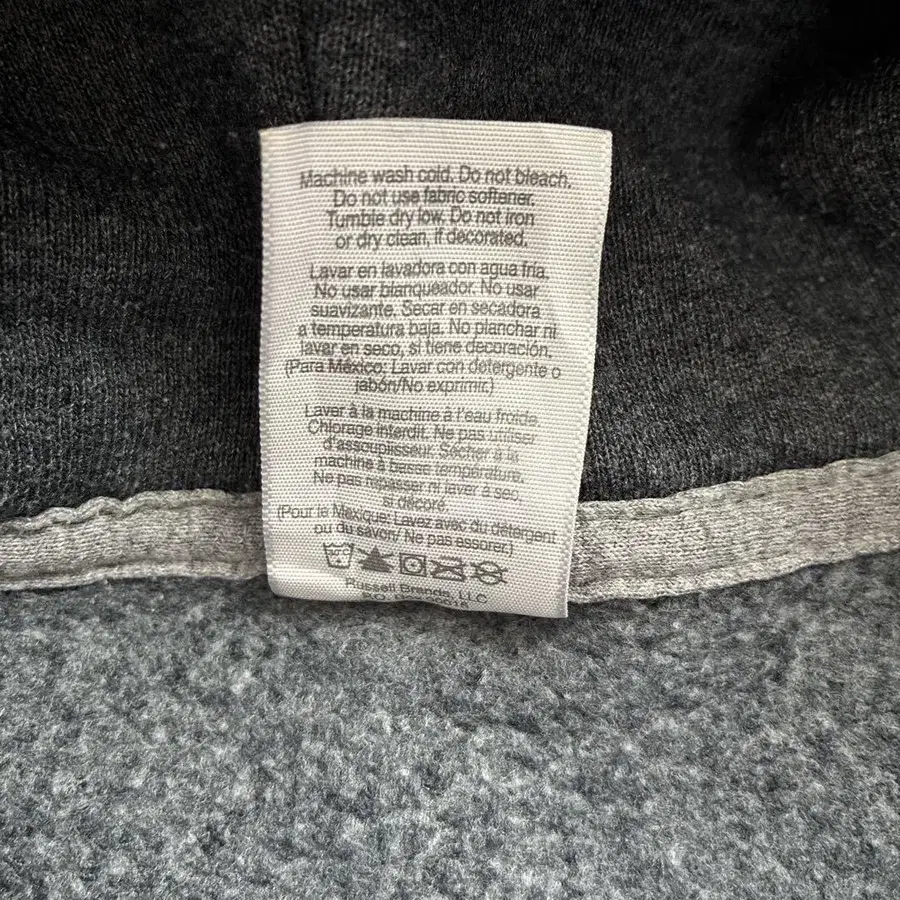 Machine wash cold. Do not bleach.
Do not use fabric softener.
Tumble dry low. Do not iron
or dry clean, if decorated.
Lavar en lavadora con agua fria.
No usar blanqueador. No usar
suavizante. Secar en secadora
a temperatura baja. No planchar ni
lavar en seco, si tiene decoración.
(Para México: Lavar con detergente o
jabón/No exprimir.)
Laver à la machine à l'eau froide.
Chlorage interdit. Ne pas utiliser
d'assouplisseur. Sécher à la
machine à basse température.
Ne pas repasser ni laver à sec,
si décoré.
(Pour le Mexique: Lavez avec du détergent
ou du savon/ Ne pas essorer.)
Russell Brands, LLC